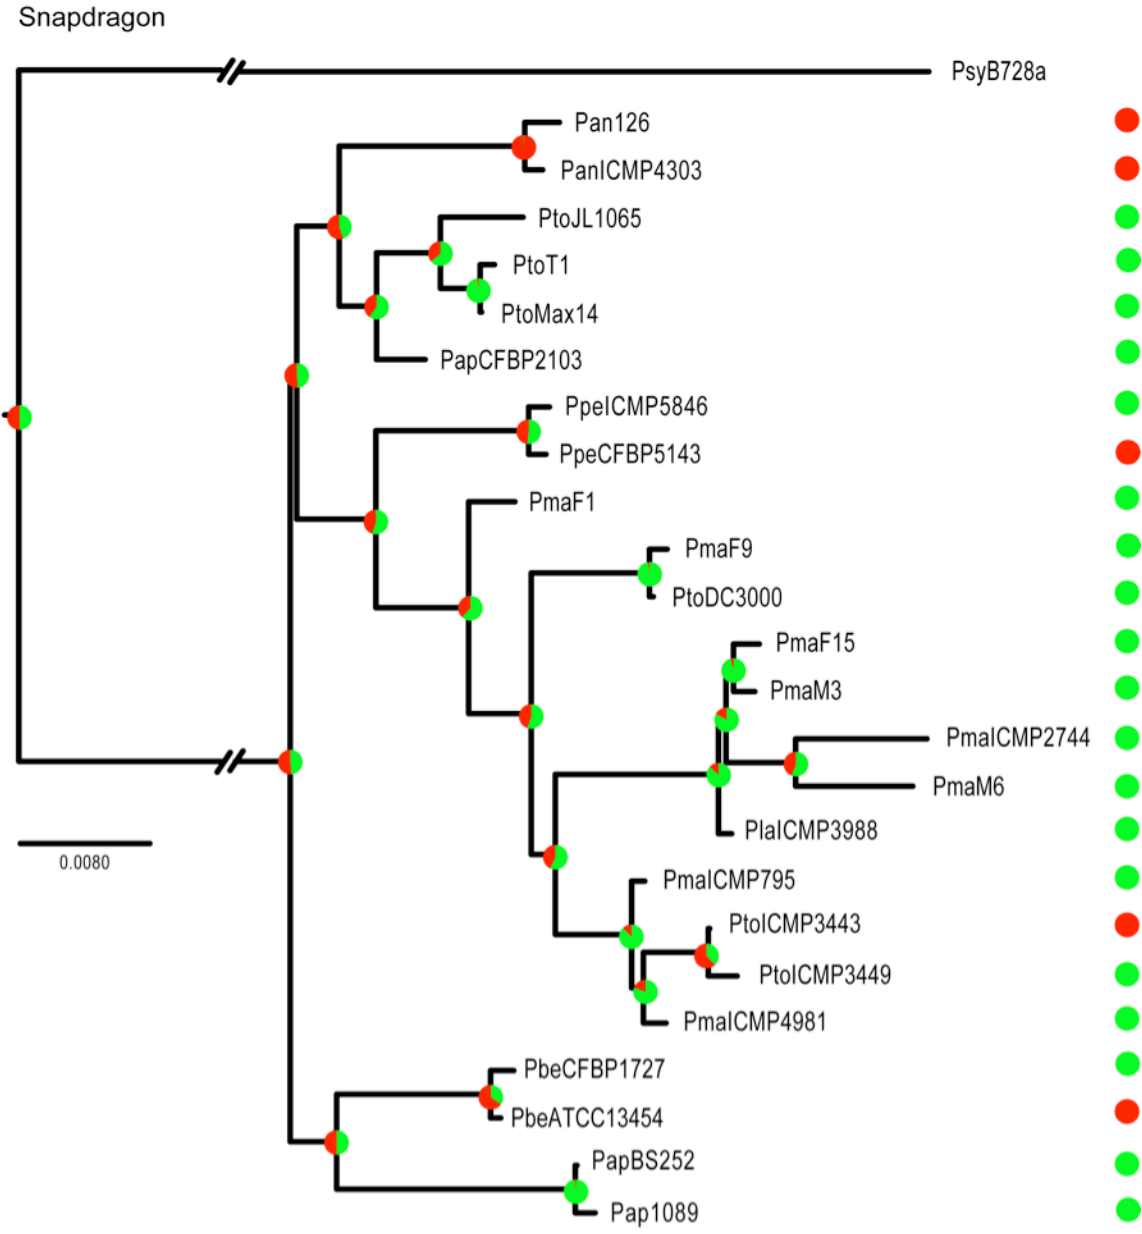 Snapdragon
PsyB728a
Pan126
PanICMP4303
PtoJL1065
PtoT1
PtoMax14
PapCFBP2103
PpeICMP5846
PpeCFBP5143
PmaF1
PmaF9
PtoDC3000
PmaF15
PmaM3
PmaICMP2744
PmaM6
PlaICMP3988
0.0080
PmaICMP795
PtoICMP3443
PtoICMP3449
PmaICMP4981
PbeCFBP1727
PbeATCC13454
PapBS252
Pap1089